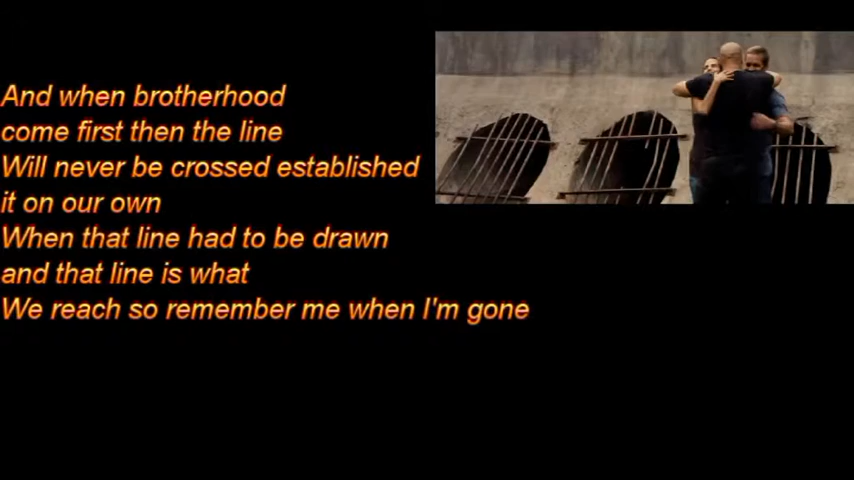 And when brotherhood
come first then the line
Will never be crossed established
it on our own
When that line had to be drawn
and that line is what
We reach so remember me when I'm gone